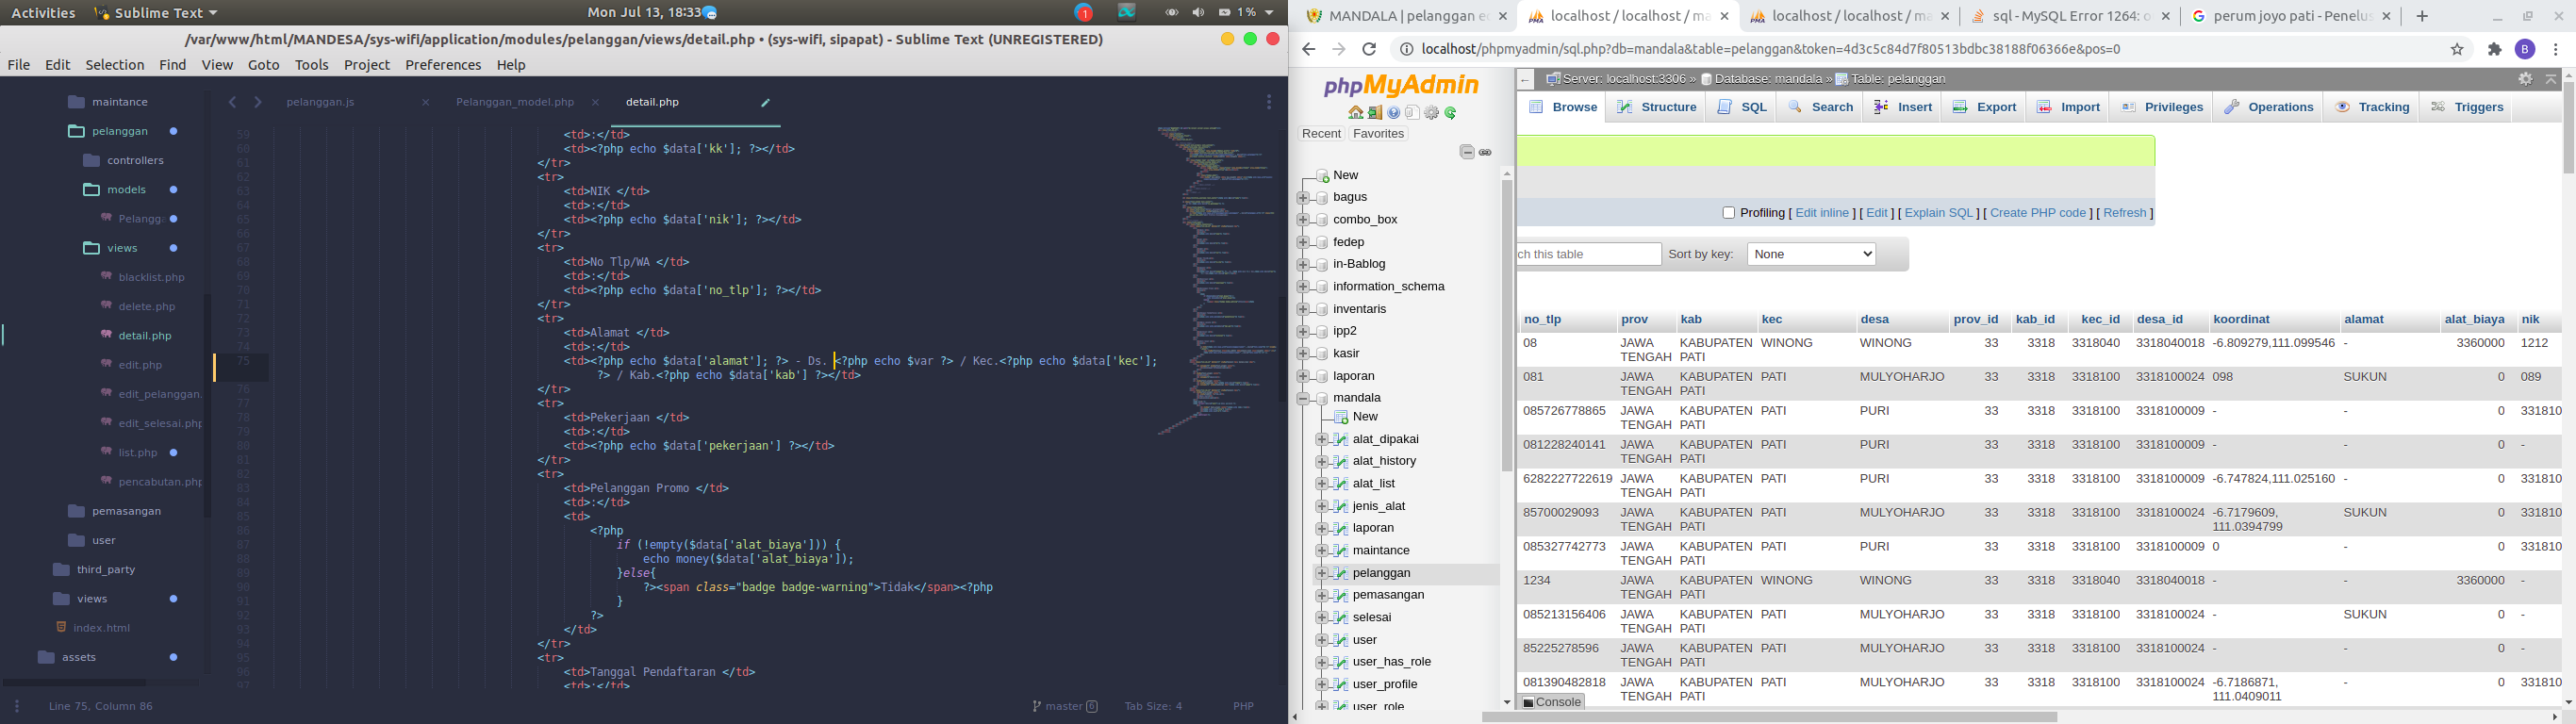 Activities
Sublime Text
Mon Jul 13, 18:33
1
1 %
/var/www/html/MANDESA/sys-wifi/application/modules/pelanggan/views/detail.php • (sys-wifi, sipapat) - Sublime Text (UNREGISTERED)
File Edit Selection Find View Goto Tools Project Preferences Help
maintance
pelanggan
controllers
models
Pelangg
views
blacklist.php
delete.php
detail.php
edit.php
edit_pelanggan.
edit_selesai.php
list.php
pencabutan.php
pemasangan
user
third_party
views
index.html
assets
pelanggan.js
Pelanggan_model.php
detail.php
59 <td>:</td>
60 <td><?php echo $data['kk']; ?></td>
61 </tr>
62 <tr>
63 <td>NIK </td>
64 <td>:</td>
65 <td><?php echo $data['nik']; ?></td>
66 </tr>
67 <tr>
68 <td>No Tlp/WA </td>
69 <td>:</td>
70 <td><?php echo $data['no_tlp']; ?></td>
71 </tr>
72 <tr>
73 <td>Alamat </td>
74 <td>:</td>
75 <td><?php echo $data['alamat']; ?> - Ds. <?php echo $var ?> / Kec.<?php echo $data['kec'];
?> / Kab.<?php echo $data['kab'] ?></td>
76 </tr>
77 <tr>
78 <td>Pekerjaan </td>
79 <td>:</td>
80 <td><?php echo $data['pekerjaan'] ?></td>
81 </tr>
82 <tr>
83 <td>Pelanggan Promo </td>
84 <td>:</td>
85 <td>
86 <?php
87 if (!empty($data['alat_biaya'])) {
88 echo money($data['alat_biaya']);
89 }else{
90 ?><span class="badge badge-warning">Tidak</span><?php
91 }
92 ?>
93 </td>
94 </tr>
95 <tr>
96 <td>Tanggal Pendaftaran </td>
97 <td>:</td>
Line 75, Column 86
master 6
Tab Size: 4
PHP
MANDALA | pelanggan ed
localhost / localhost / ma
localhost / localhost / ma
sql - MySQL Error 1264: o
perum joyo pati - Penelus
localhost/phpmyadmin/sql.php?db=mandala&table=pelanggan&token=4d3c5c84d7f80513bdbc38188f06366e&pos=0
B
phpMyAdmin
Recent Favorites
New
bagus
combo_box
fedep
in-Bablog
information_schema
inventaris
ipp2
kasir
laporan
mandala
New
alat_dipakai
alat_history
alat_list
jenis_alat
laporan
maintance
pelanggan
pemasangan
selesai
user
user_has_role
user_profile
user_role
Server: localhost:3306 » Database: mandala » Table: pelanggan
Browse Structure SQL Search Insert Export Import Privileges Operations Tracking Triggers
Profiling [ Edit inline ] [ Edit ] [ Explain SQL ] [ Create PHP code ] [ Refresh ]
ch this table
Sort by key: None
no_tlp prov kab kec desa prov_id kab_id kec_id desa_id koordinat alamat alat_biaya nik
08 JAWA TENGAH KABUPATEN PATI WINONG WINONG 33 3318 3318040 3318040018 -6.809279,111.099546 - 3360000 1212
081 JAWA TENGAH KABUPATEN PATI PATI MULYOHARJO 33 3318 3318100 3318100024 098 SUKUN 0 089
085726778865 JAWA TENGAH KABUPATEN PATI PATI PURI 33 3318 3318100 3318100009 - - 0 331810
081228240141 JAWA TENGAH KABUPATEN PATI PATI PURI 33 3318 3318100 3318100009 - - 0 -
6282227722619 JAWA TENGAH KABUPATEN PATI PATI PURI 33 3318 3318100 3318100009 -6.747824,111.025160 - 0 331810
85700029093 JAWA TENGAH KABUPATEN PATI PATI MULYOHARJO 33 3318 3318100 3318100024 -6.7179609, 111.0394799 SUKUN 0 331810
085327742773 JAWA TENGAH KABUPATEN PATI PATI PURI 33 3318 3318100 3318100009 0 - 0 331810
1234 JAWA TENGAH KABUPATEN PATI WINONG WINONG 33 3318 3318040 3318040018 - - 3360000 -
085213156406 JAWA TENGAH KABUPATEN PATI PATI MULYOHARJO 33 3318 3318100 3318100024 - SUKUN 0 -
85225278596 JAWA TENGAH KABUPATEN PATI PATI MULYOHARJO 33 3318 3318100 3318100024 - - 0 -
081390482818 JAWA TENGAH KABUPATEN PATI PATI MULYOHARJO 33 3318 3318100 3318100024 -6.7186871, 111.0409011 - 0 331810
Console